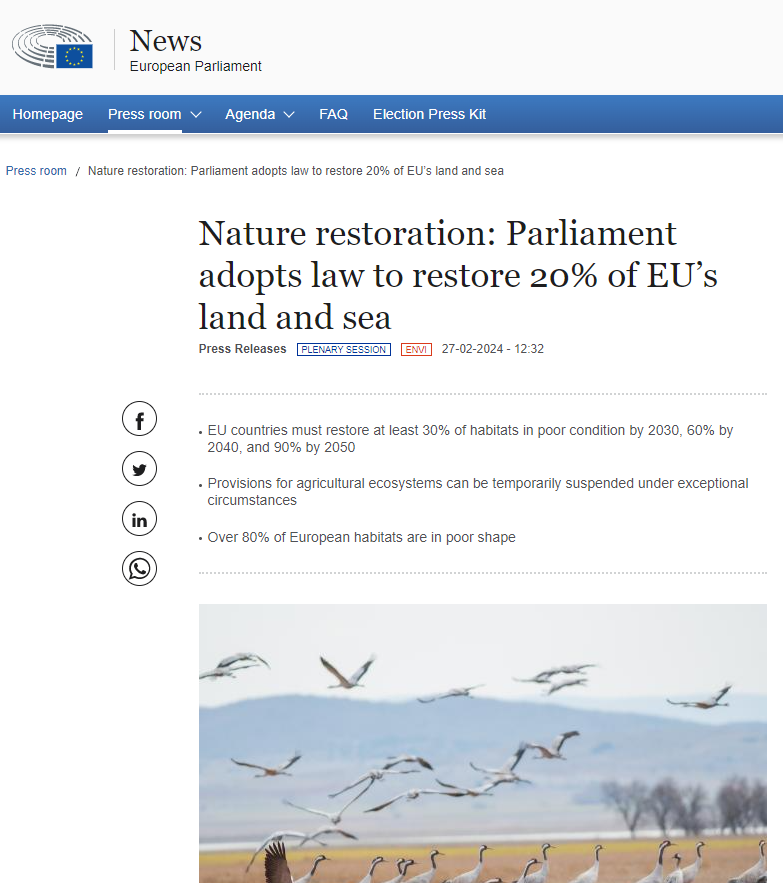 News
European Parliament
Homepage Press room Agenda FAQ Election Press Kit
Press room / Nature restoration: Parliament adopts law to restore 20% of EU’s land and sea
Nature restoration: Parliament
adopts law to restore 20% of EU’s
land and sea
Press Releases PLENARY SESSION ENVI 27-02-2024 - 12:32
• EU countries must restore at least 30% of habitats in poor condition by 2030, 60% by
2040, and 90% by 2050
• Provisions for agricultural ecosystems can be temporarily suspended under exceptional
circumstances
• Over 80% of European habitats are in poor shape